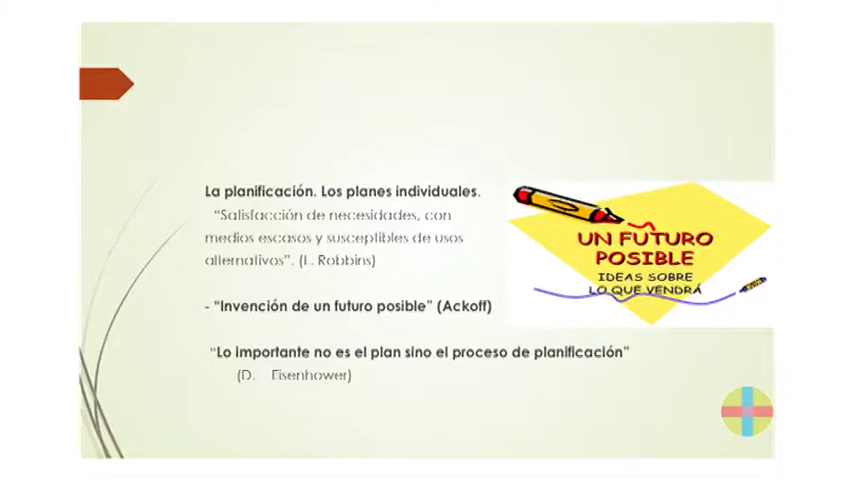 La planificación. Los planes individuales.
“Satisfacción de necesidades, con
medios escasos y susceptibles de usos
alternativos”. (L. Robbins)
- “Invención de un futuro posible” (Ackoff)
“Lo importante no es el plan sino el proceso de planificación”
(D. Eisenhower)
UN FUTURO
POSIBLE
IDEAS SOBRE
LO QUE VENDRÁ